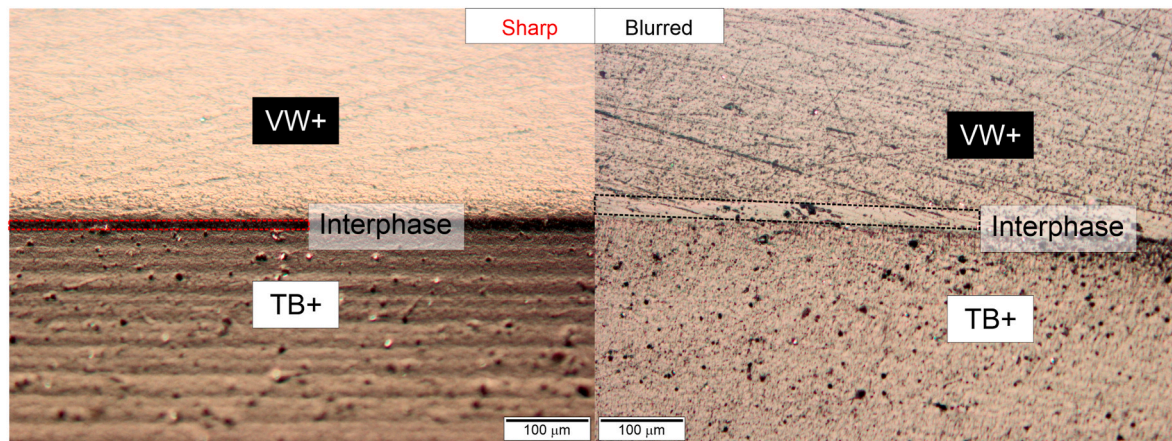 Sharp
Blurred
VW+
VW+
Interphase
Interphase
TB+
TB+
100 μm
100 μm